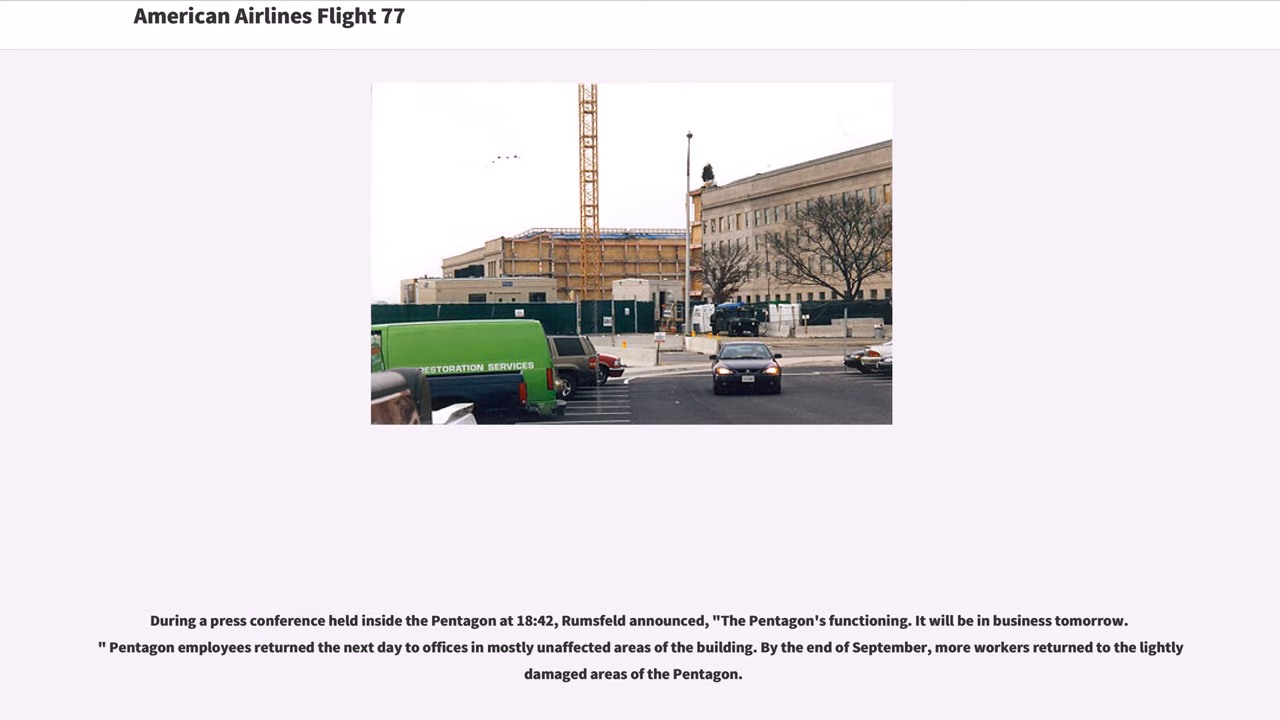 American Airlines Flight 77
ESTORATION SERVICES
During a press conference held inside the Pentagon at 18:42, Rumsfeld announced, "The Pentagon's functioning. It will be in business tomorrow.
" Pentagon employees returned the next day to offices in mostly unaffected areas of the building. By the end of September, more workers returned to the lightly
damaged areas of the Pentagon.